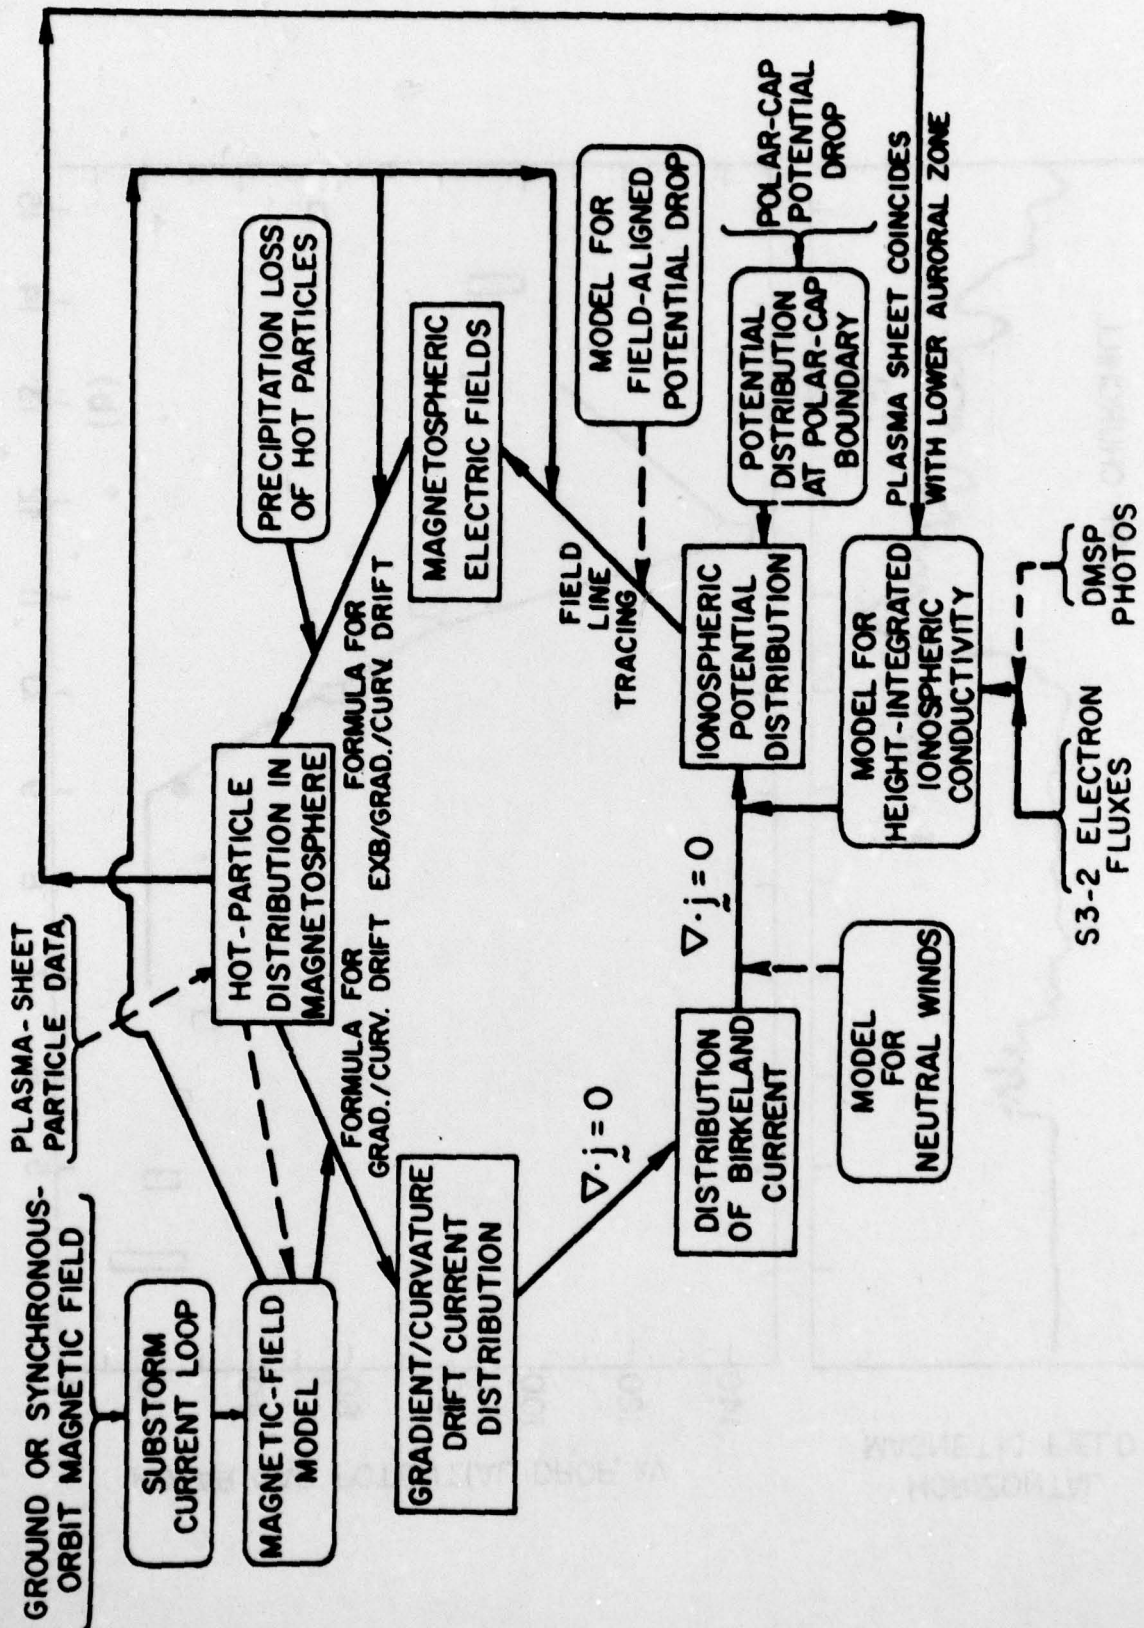 GROUND OR SYNCHRONOUS-
ORBIT MAGNETIC FIELD
SUBSTORM
CURRENT LOOP
MAGNETIC-FIELD
MODEL
PLASMA-SHEET
PARTICLE DATA
HOT-PARTICLE
DISTRIBUTION IN
MAGNETOSPHERE
PRECIPITATION LOSS
OF HOT PARTICLES
FORMULA FOR
GRAD./CURV. DRIFT
FORMULA FOR
EXB/GRAD./CURV. DRIFT
MAGNETOSPHERIC
ELECTRIC FIELDS
GRADIENT/CURVATURE
DRIFT CURRENT
DISTRIBUTION
∇·j̰=0
FIELD
LINE
TRACING
MODEL FOR
FIELD-ALIGNED
POTENTIAL DROP
DISTRIBUTION
OF BIRKELAND
CURRENT
∇·j̰=0
IONOSPHERIC
POTENTIAL
DISTRIBUTION
POTENTIAL
DISTRIBUTION
AT POLAR-CAP
BOUNDARY
POLAR-CAP
POTENTIAL
DROP
MODEL
FOR
NEUTRAL WINDS
MODEL FOR
HEIGHT-INTEGRATED
IONOSPHERIC
CONDUCTIVITY
PLASMA SHEET COINCIDES
WITH LOWER AURORAL ZONE
S3-2 ELECTRON
FLUXES
DMSP
PHOTOS